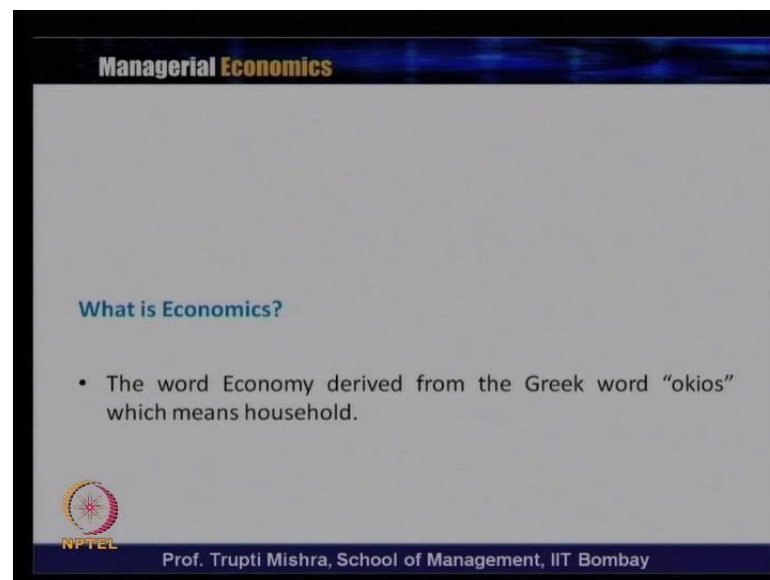 Managerial Economics
What is Economics?
• The word Economy derived from the Greek word “okios”
which means household.
NPTEL
Prof. Trupti Mishra, School of Management, IIT Bombay